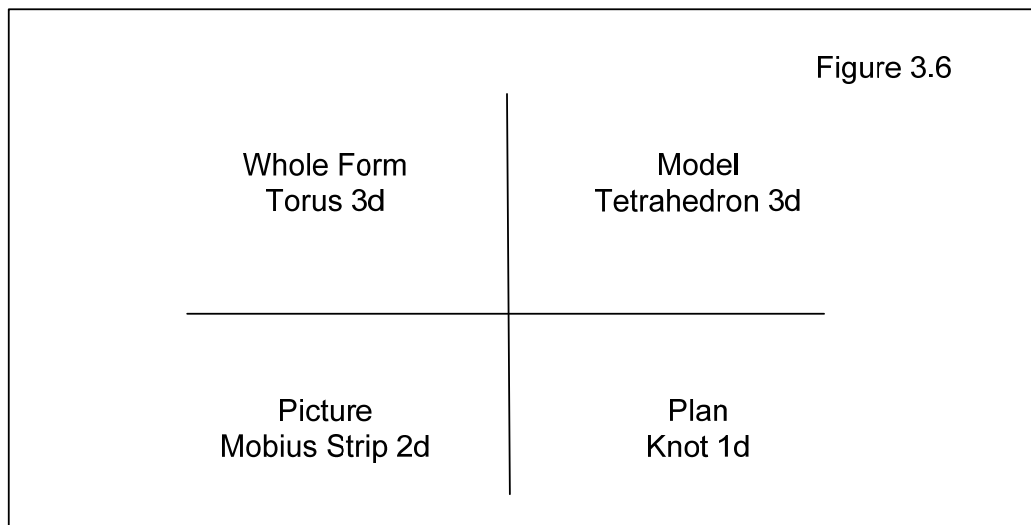 Figure 3.6
Whole Form
Torus 3d
Model
Tetrahedron 3d
Picture
Mobius Strip 2d
Plan
Knot 1d